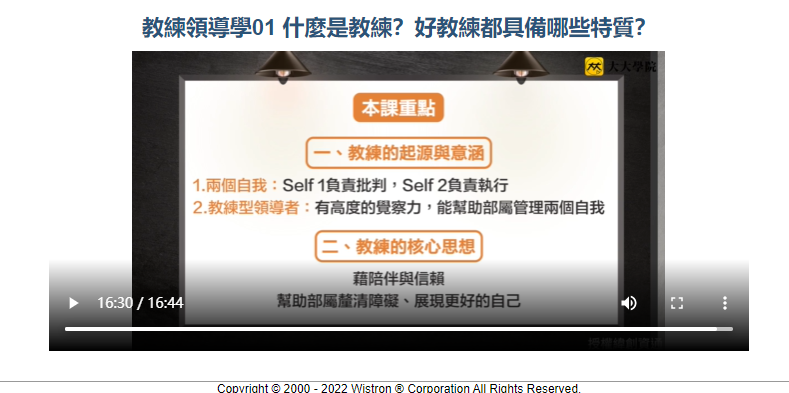 教練領導學01 什麼是教練？好教練都具備哪些特質？
大大學院
本課重點
一、教練的起源與意涵
1.兩個自我：Self 1負責批判，Self 2負責執行
2.教練型領導者：有高度的覺察力，能幫助部屬管理兩個自我
二、教練的核心思想
藉陪伴與信賴
幫助部屬釐清障礙、展現更好的自己
16:30 / 16:44
授權緯創資通
Copyright © 2000 - 2022 Wistron ® Corporation All Rights Reserved.